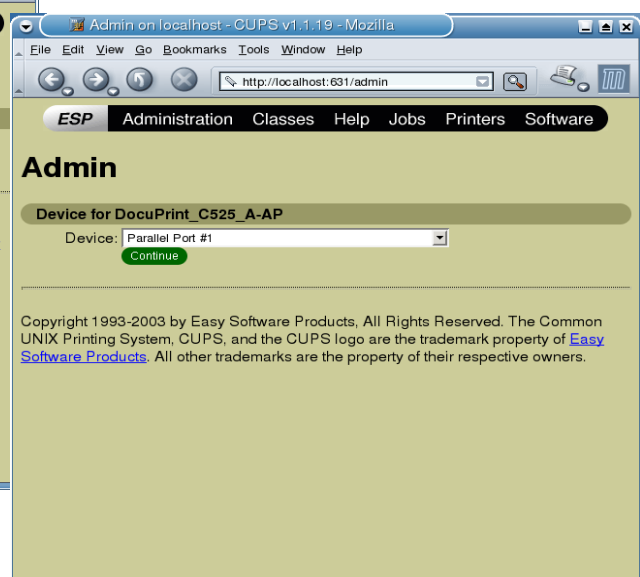 Admin on localhost - CUPS v1.1.19 - Mozilla
File Edit View Go Bookmarks Tools Window Help
http://localhost:631/admin
ESP Administration Classes Help Jobs Printers Software
Admin
Device for DocuPrint_C525_A-AP
Device: Parallel Port #1
Continue
Copyright 1993-2003 by Easy Software Products, All Rights Reserved. The Common
UNIX Printing System, CUPS, and the CUPS logo are the trademark property of Easy
Software Products. All other trademarks are the property of their respective owners.